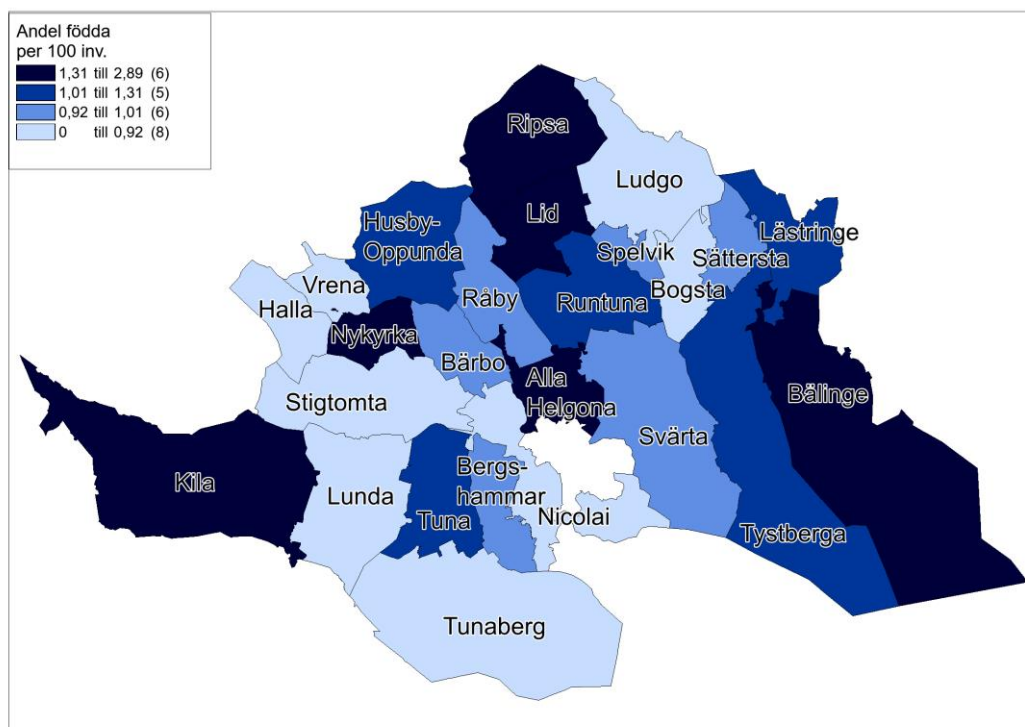 Andel födda
per 100 inv.
1,31 till 2,89 (6)
1,01 till 1,31 (5)
0,92 till 1,01 (6)
0 till 0,92 (8)
Ripsa
Ludgo
Lid
Husby-
Oppunda
Lästringe
Spelvik
Sättersta
Vrena
Bogsta
Halla
Råby
Runtuna
Nykyrka
Bärbo
Alla
Helgona
Bälinge
Stigtomta
Svärta
Kila
Bergs-
hammar
Lunda
Nicolai
Tuna
Tystberga
Tunaberg